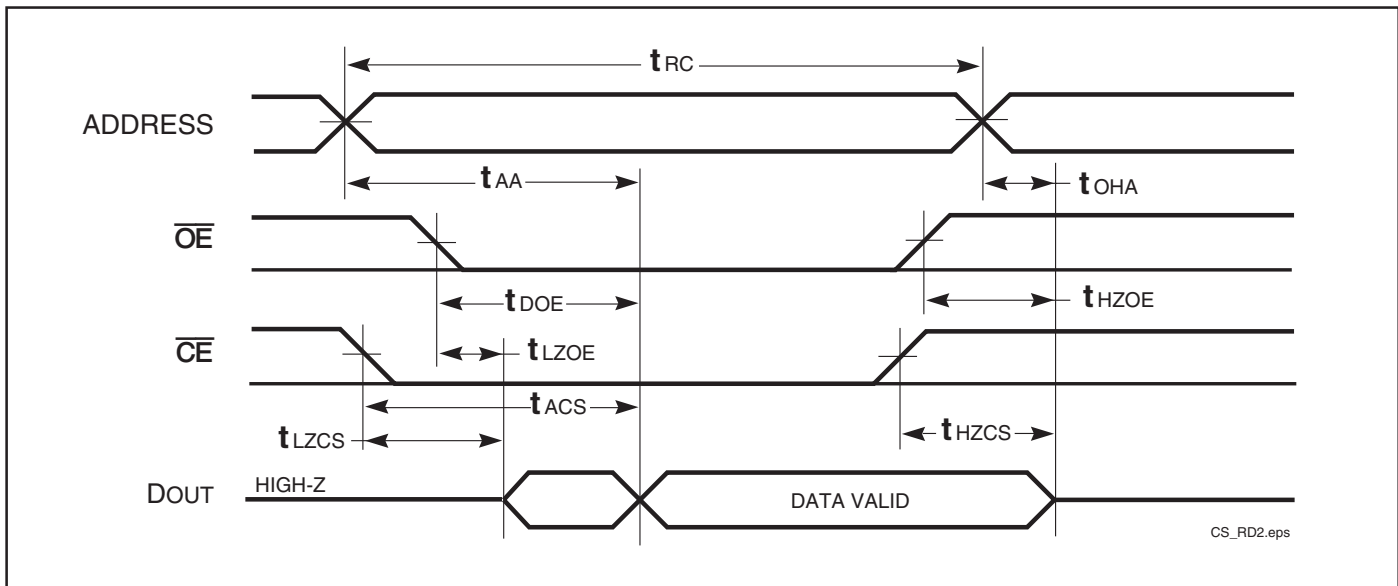 tRC
ADDRESS
tAA
tOHA
OE
tDOE
tHZOE
CE
tLZOE
tACS
tLZCS
tHZCS
DOUT
HIGH-Z
DATA VALID
CS_RD2.eps